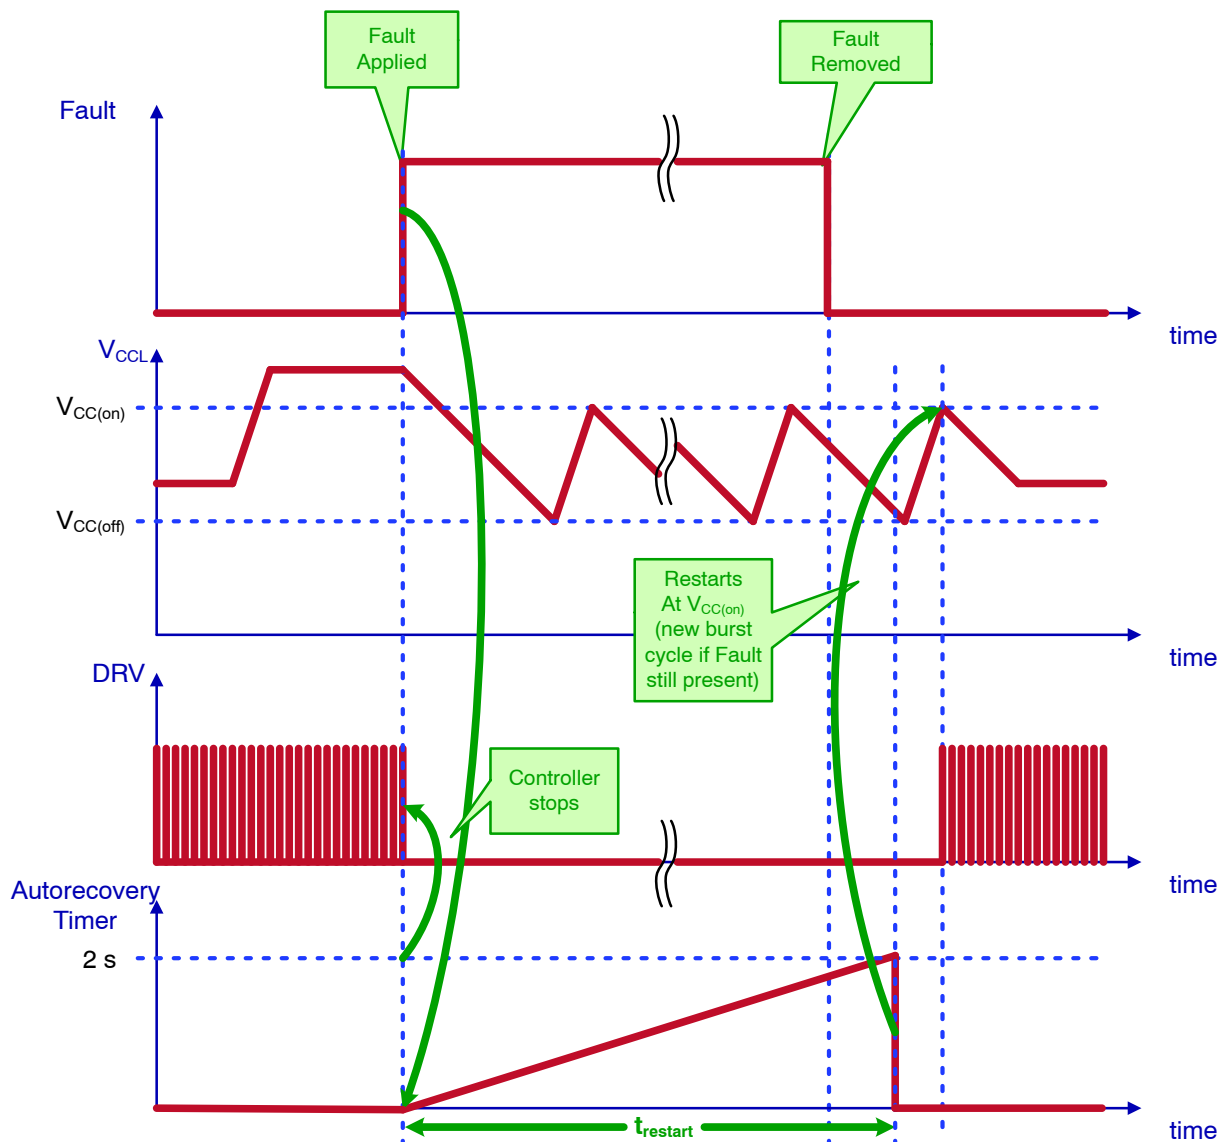 Fault
Applied
Fault
Removed
Fault
time
VCCL
VCC(on)
VCC(off)
Restarts
At VCC(on)
(new burst
cycle if Fault
still present)
time
DRV
Controller
stops
time
Autorecovery
Timer
2 s
trestart
time